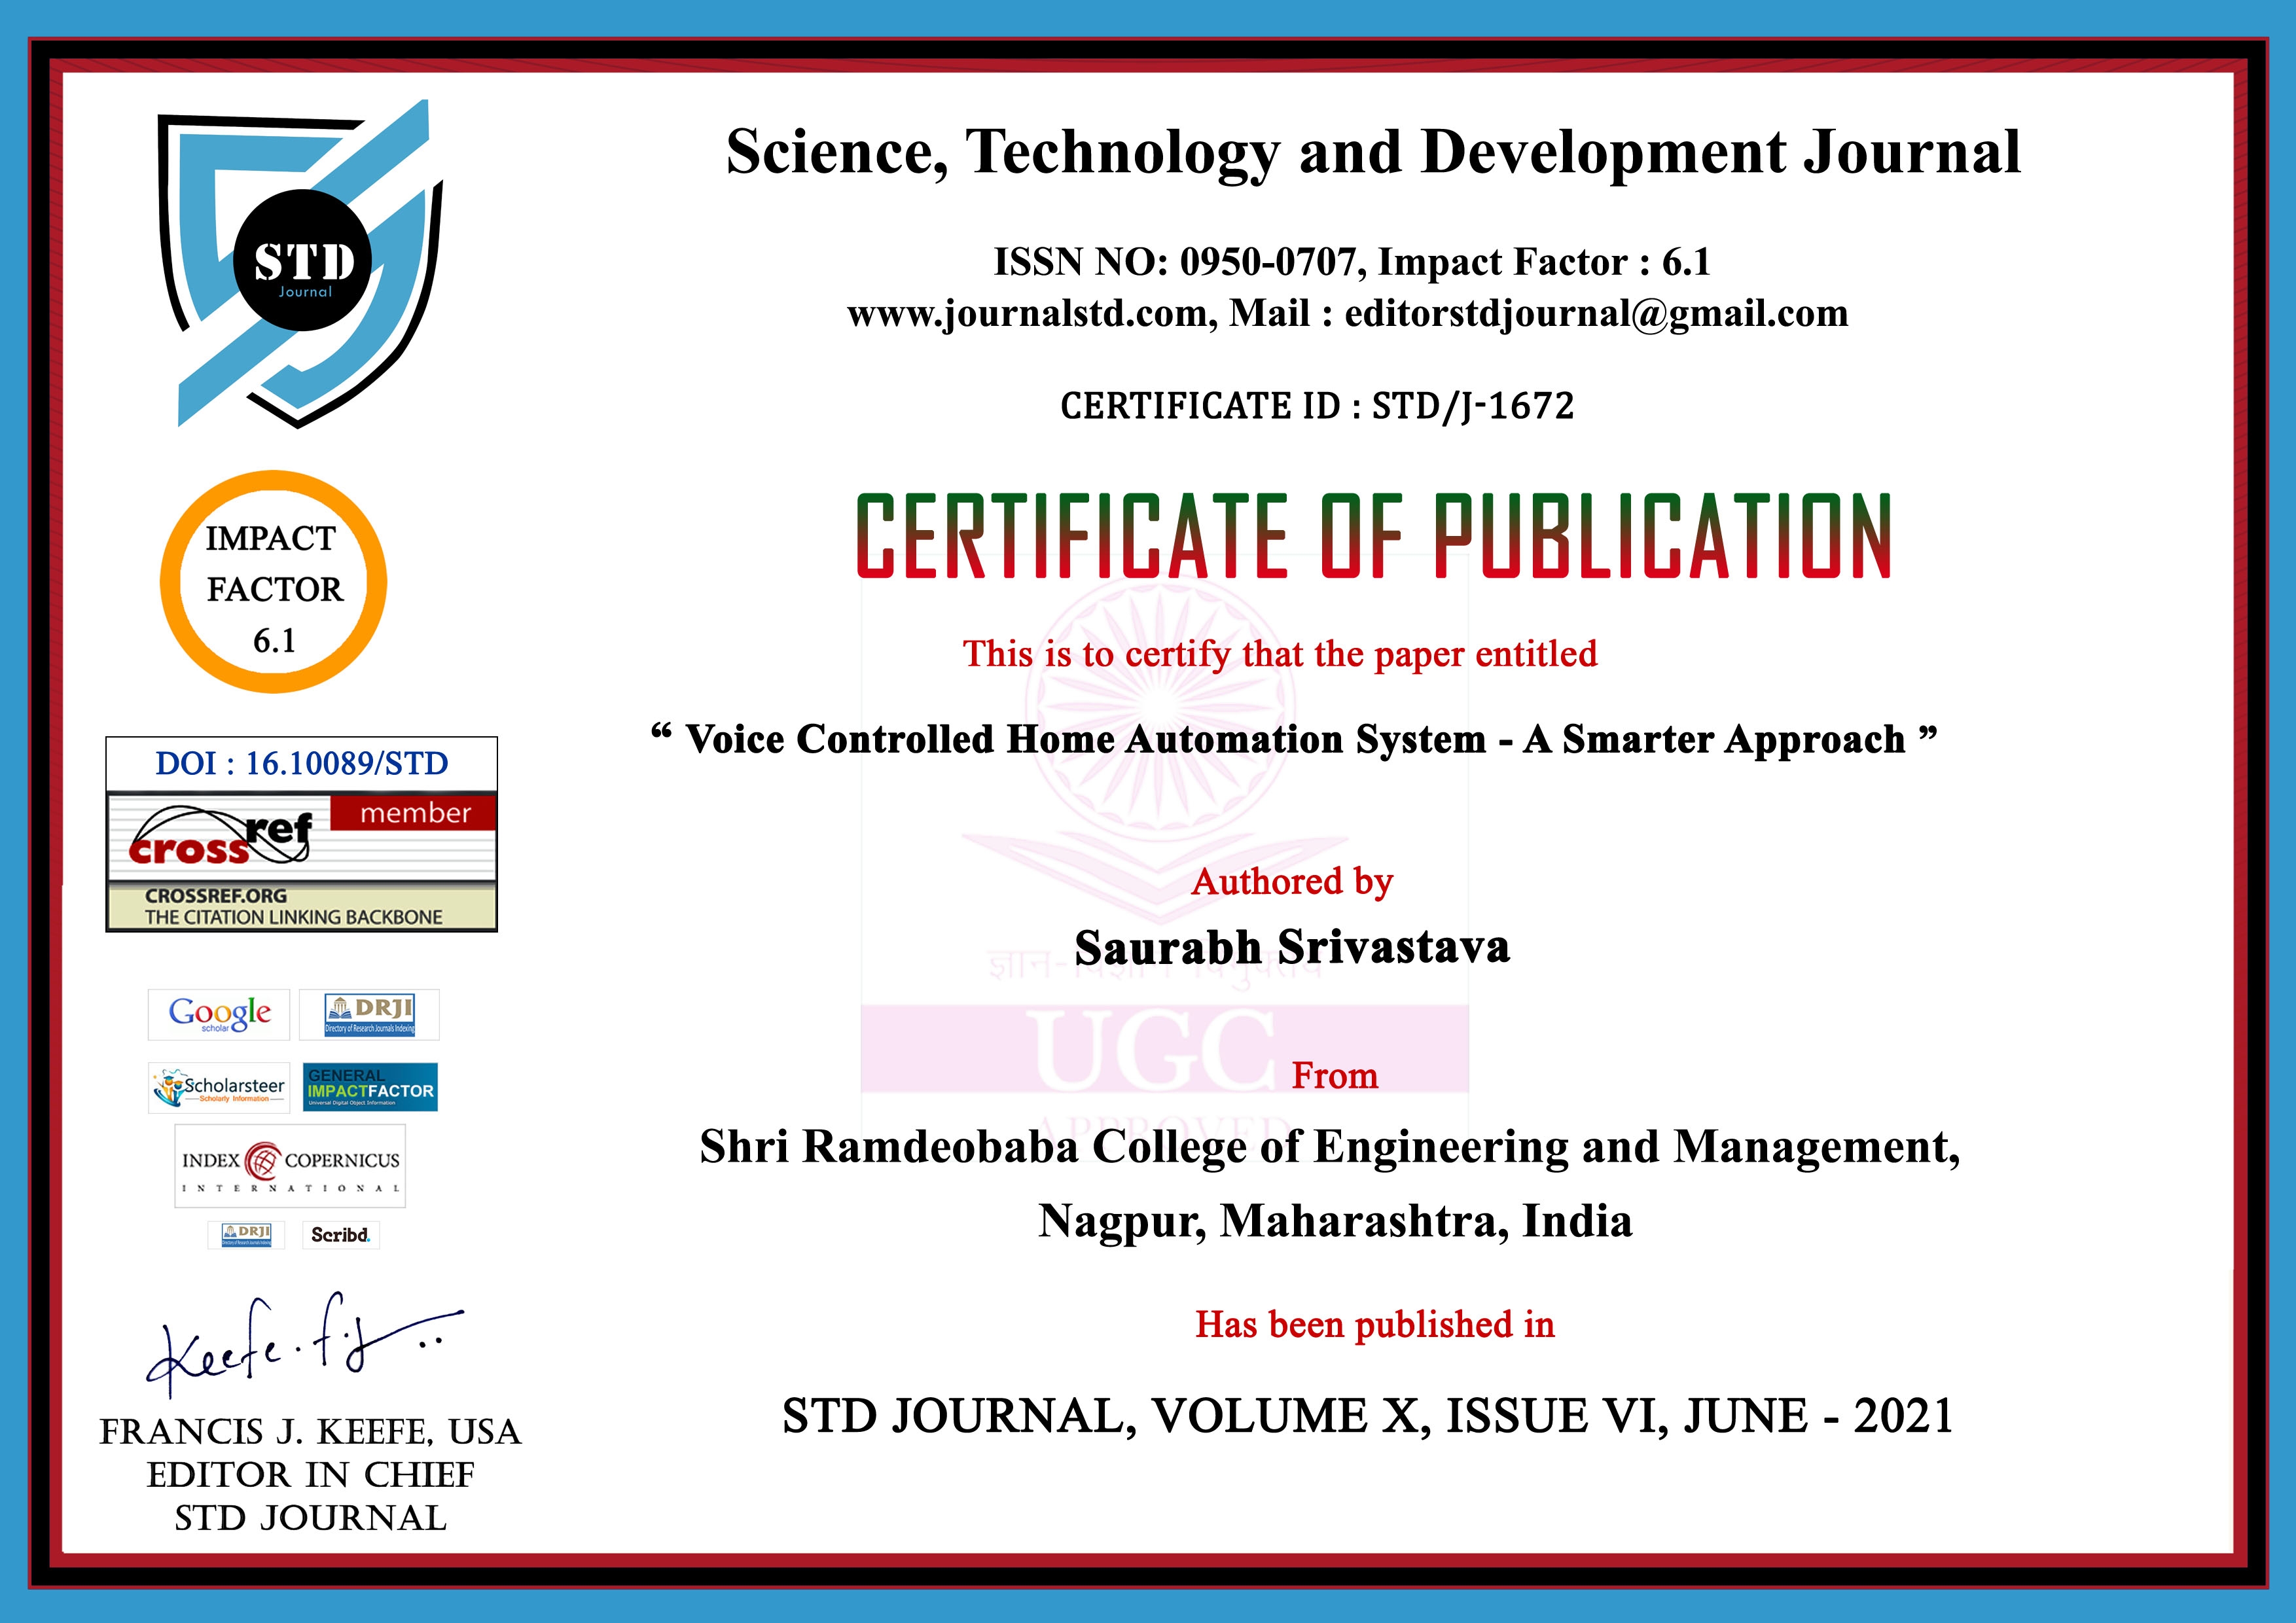 Science, Technology and Development Journal
ISSN NO: 0950-0707, Impact Factor : 6.1
www.journalstd.com, Mail : editorstdjournal@gmail.com
CERTIFICATE ID : STD/J-1672
CERTIFICATE OF PUBLICATION
This is to certify that the paper entitled
“ Voice Controlled Home Automation System - A Smarter Approach ”
Authored by
Saurabh Srivastava
From
Shri Ramdeobaba College of Engineering and Management,
Nagpur, Maharashtra, India
Has been published in
STD JOURNAL, VOLUME X, ISSUE VI, JUNE - 2021
UGC
APPROVED
STD
Journal
IMPACT
FACTOR
6.1
DOI : 16.10089/STD
member
crossref
CROSSREF.ORG
THE CITATION LINKING BACKBONE
Google
scholar
DRJI
Directory of Research Journals Indexing
Scholarsteer
Scholarly Information
GENERAL
IMPACTFACTOR
Universal Digital Object Information
INDEX COPERNICUS
INTERNATIONAL
DRJI
Directory of Research Journals Indexing
Scribd.
FRANCIS J. KEEFE, USA
EDITOR IN CHIEF
STD JOURNAL